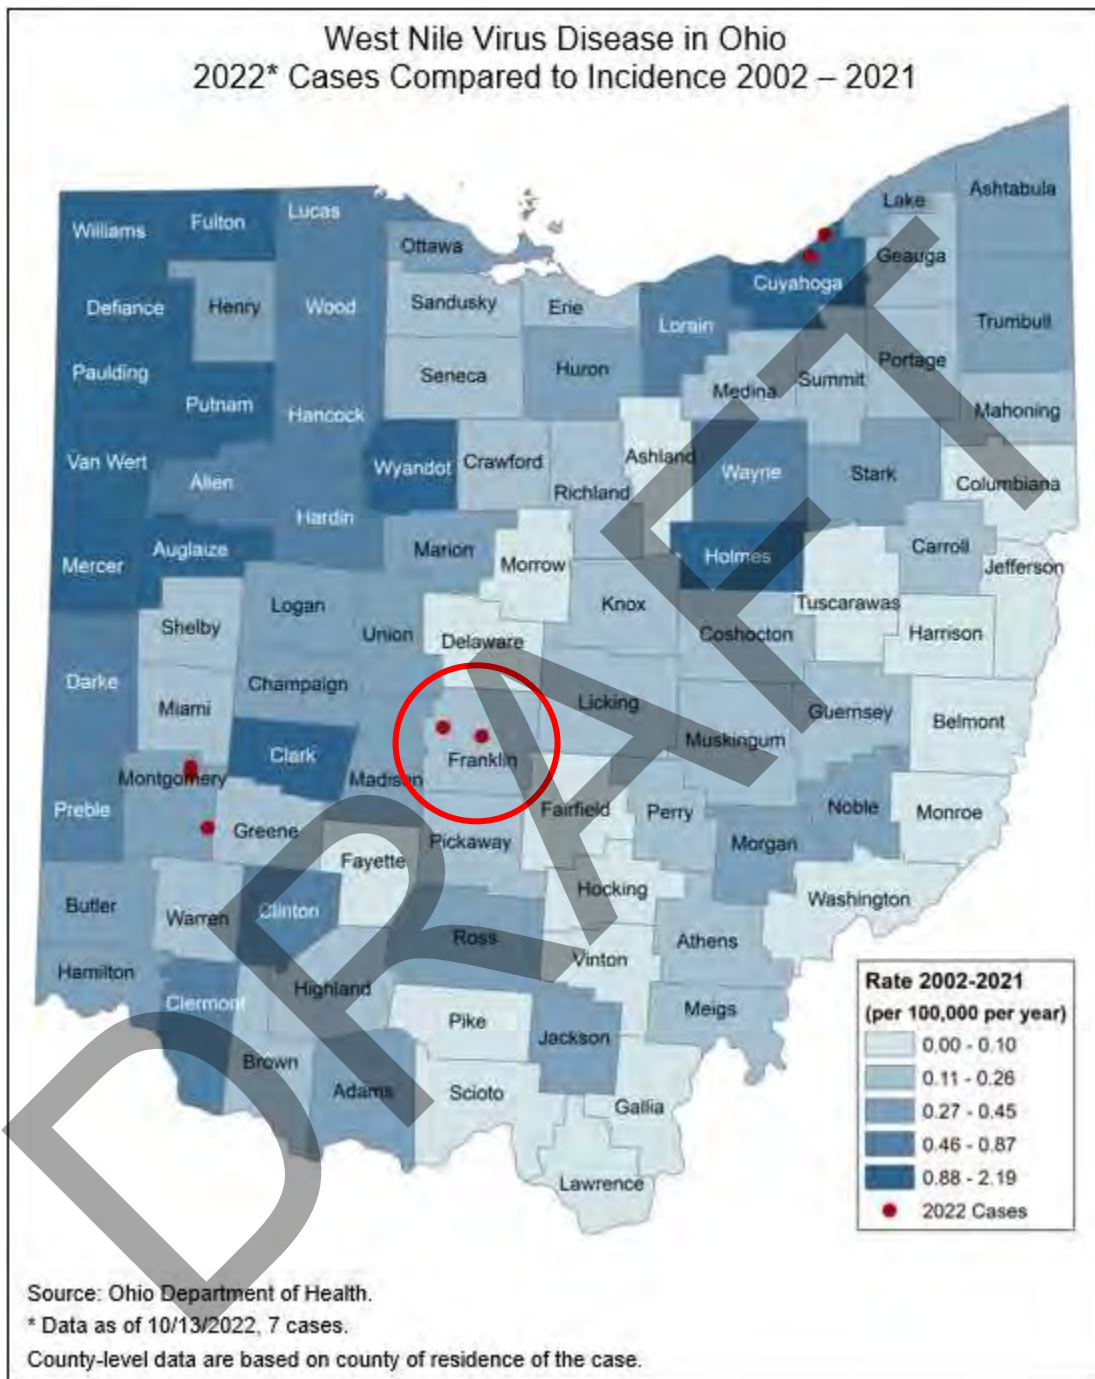 West Nile Virus Disease in Ohio
2022* Cases Compared to Incidence 2002 – 2021
Ashtabula
Lake
Lucas
Fulton
Williams
Ottawa
Geauga
Cuyahoga
Sandusky
Erie
Defiance
Henry
Wood
Lorain
Trumbull
Portage
Huron
Paulding
Seneca
Summit
Medina
Putnam
Hancock
Mahoning
Van Wert
Wyandot
Crawford
Ashland
Wayne
Stark
Allen
Richland
Columbiana
Hardin
Auglaize
Marion
Holmes
Carroll
Mercer
Morrow
Jefferson
Logan
Knox
Tuscarawas
Shelby
Union
Delaware
Coshocton
Harrison
Darke
Champaign
Miami
Licking
Guernsey
Belmont
Muskingum
Clark
Franklin
Montgomery
Madison
Preble
Fairfield
Perry
Noble
Monroe
Greene
Pickaway
Morgan
Fayette
Hocking
Washington
Butler
Warren
Clinton
Ross
Athens
Vinton
Hamilton
Highland
Clermont
Meigs
Pike
Jackson
Brown
Adams
Scioto
Gallia
Lawrence
DRAFT
Rate 2002-2021
(per 100,000 per year)
0.00 - 0.10
0.11 - 0.26
0.27 - 0.45
0.46 - 0.87
0.88 - 2.19
2022 Cases
Source: Ohio Department of Health.
* Data as of 10/13/2022, 7 cases.
County-level data are based on county of residence of the case.